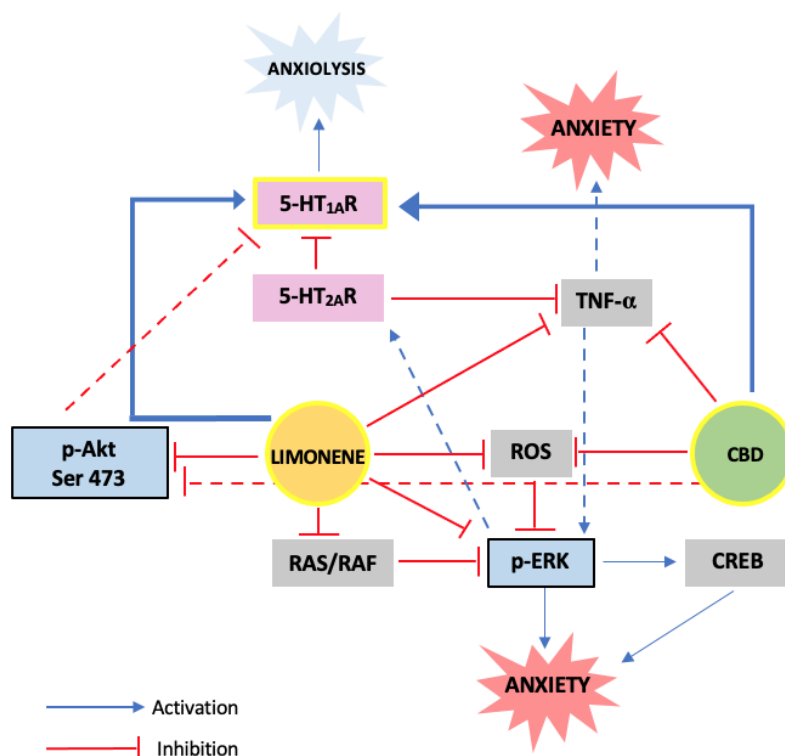 ANXIOLYSIS
ANXIETY
5-HT1AR
5-HT2AR
TNF-α
p-Akt
Ser 473
LIMONENE
ROS
CBD
RAS/RAF
p-ERK
CREB
ANXIETY
Activation
Inhibition